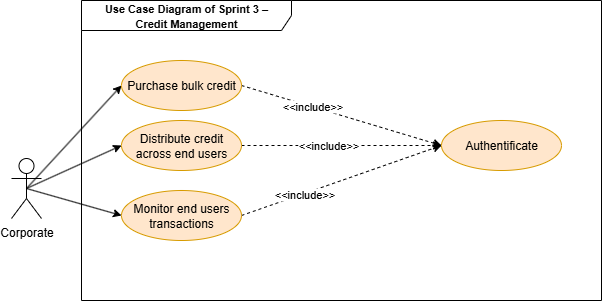 Use Case Diagram of Sprint 3 –
Credit Management
Purchase bulk credit
<<include>>
Distribute credit
across end users
<<include>>
Authentificate
Monitor end users
transactions
<<include>>
Corporate